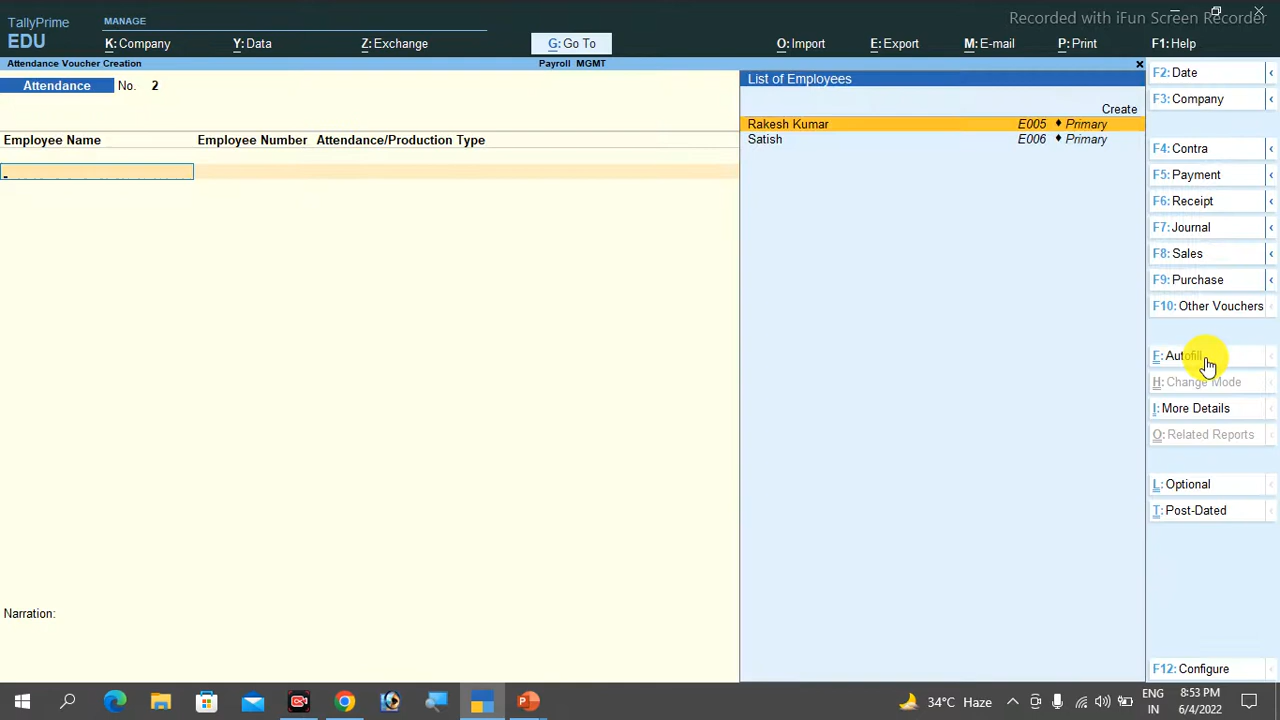 TallyPrime
EDU
MANAGE
K: Company
Y: Data
Z: Exchange
G: Go To
O: Import
E: Export
M: E-mail
P: Print
F1: Help
Recorded with iFun Screen Recorder
Attendance Voucher Creation
Payroll MGMT
Attendance No. 2
Employee Name Employee Number Attendance/Production Type
Narration:
List of Employees
Create
Rakesh Kumar E005 ♦ Primary
Satish E006 ♦ Primary
F2: Date
F3: Company
F4: Contra
F5: Payment
F6: Receipt
F7: Journal
F8: Sales
F9: Purchase
F10: Other Vouchers
F: Autofill
H: Change Mode
I: More Details
O: Related Reports
L: Optional
T: Post-Dated
F12: Configure
34°C Haze
ENG
IN
8:53 PM
6/4/2022